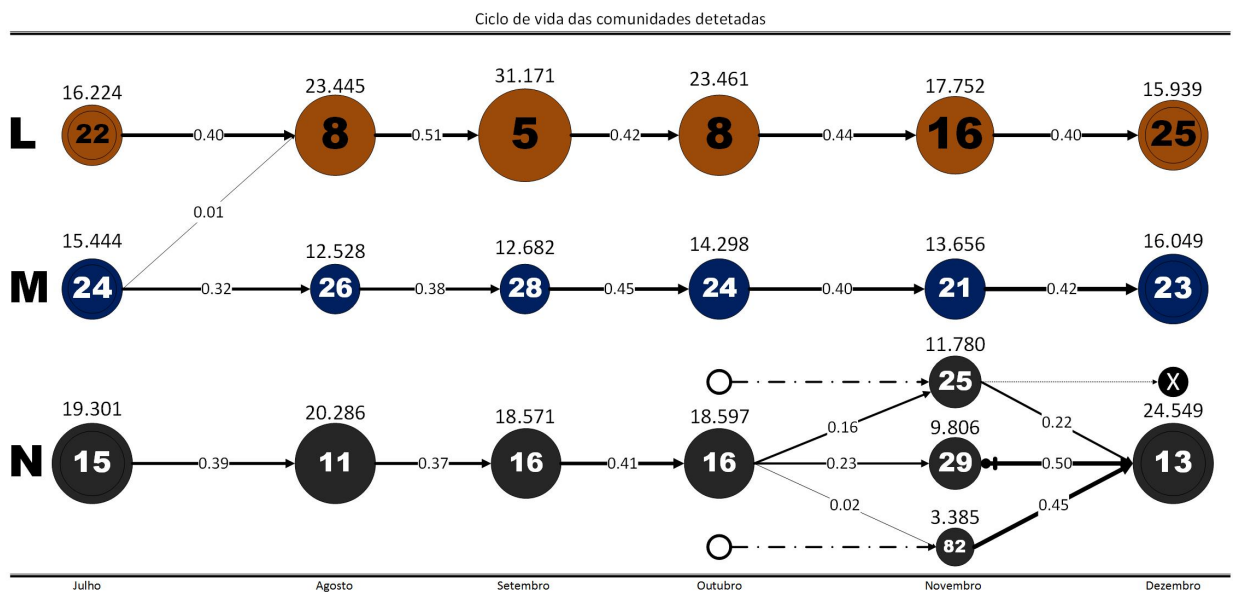 Ciclo de vida das comunidades detetadas
16.224 23.445 31.171 23.461 17.752 15.939
L 22 0.40 8 0.51 5 0.42 8 0.44 16 0.40 25
0.01
15.444 12.528 12.682 14.298 13.656 16.049
M 24 0.32 26 0.38 28 0.45 24 0.40 21 0.42 23
11.780
25 X
19.301 20.286 18.571 18.597 0.16 9.806 0.22 24.549
N 15 0.39 11 0.37 16 0.41 16 0.23 29 0.50 13
0.02 0.45
3.385
82
Julho Agosto Setembro Outubro Novembro Dezembro